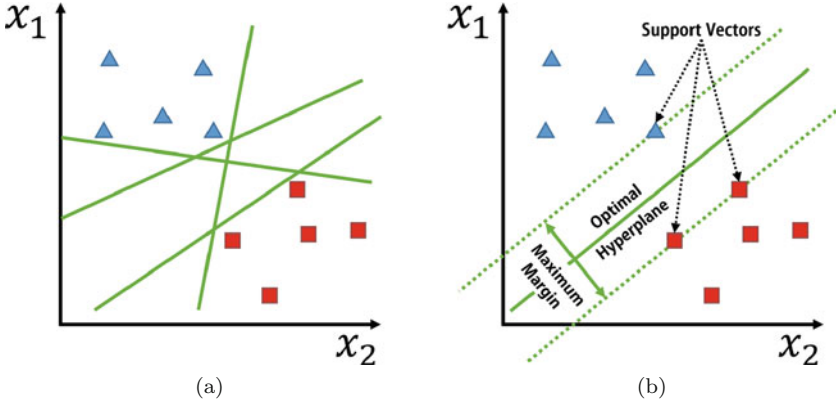 x₁
x₂
(a)
x₁
Support Vectors
Optimal
Hyperplane
Maximum
Margin
x₂
(b)